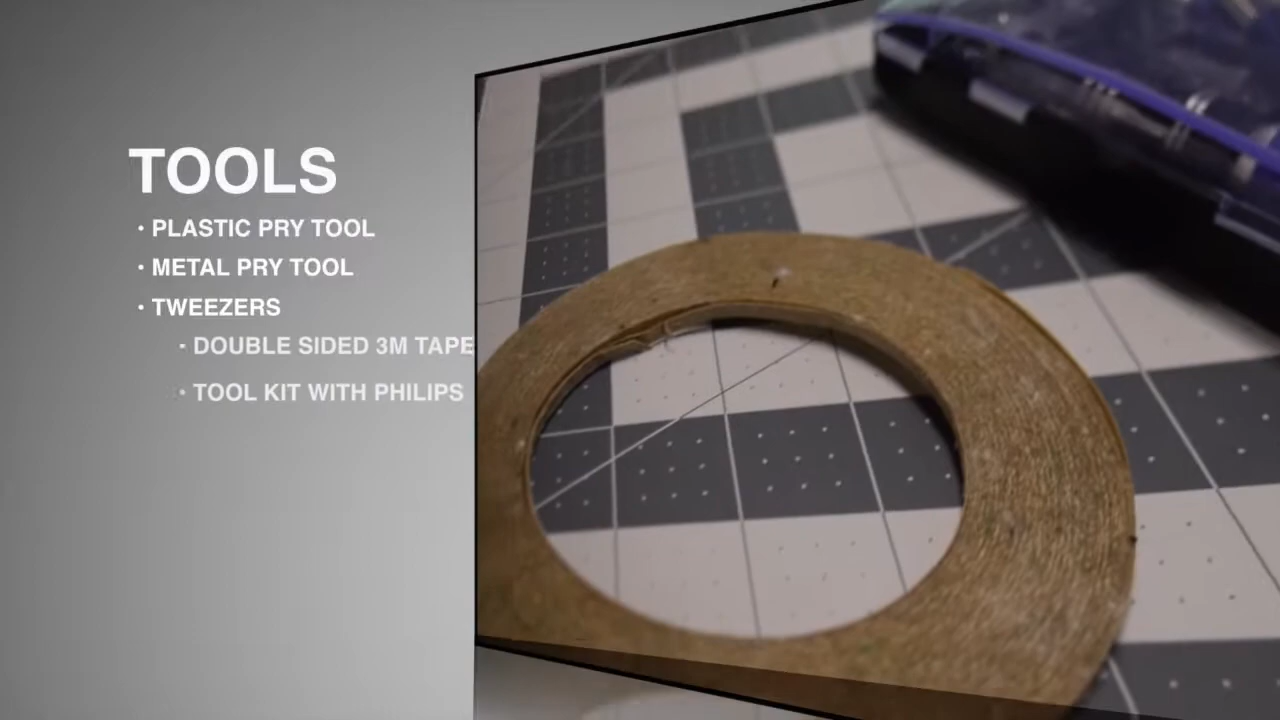 TOOLS
• PLASTIC PRY TOOL
• METAL PRY TOOL
• TWEEZERS
• DOUBLE SIDED 3M TAPE
• TOOL KIT WITH PHILIPS